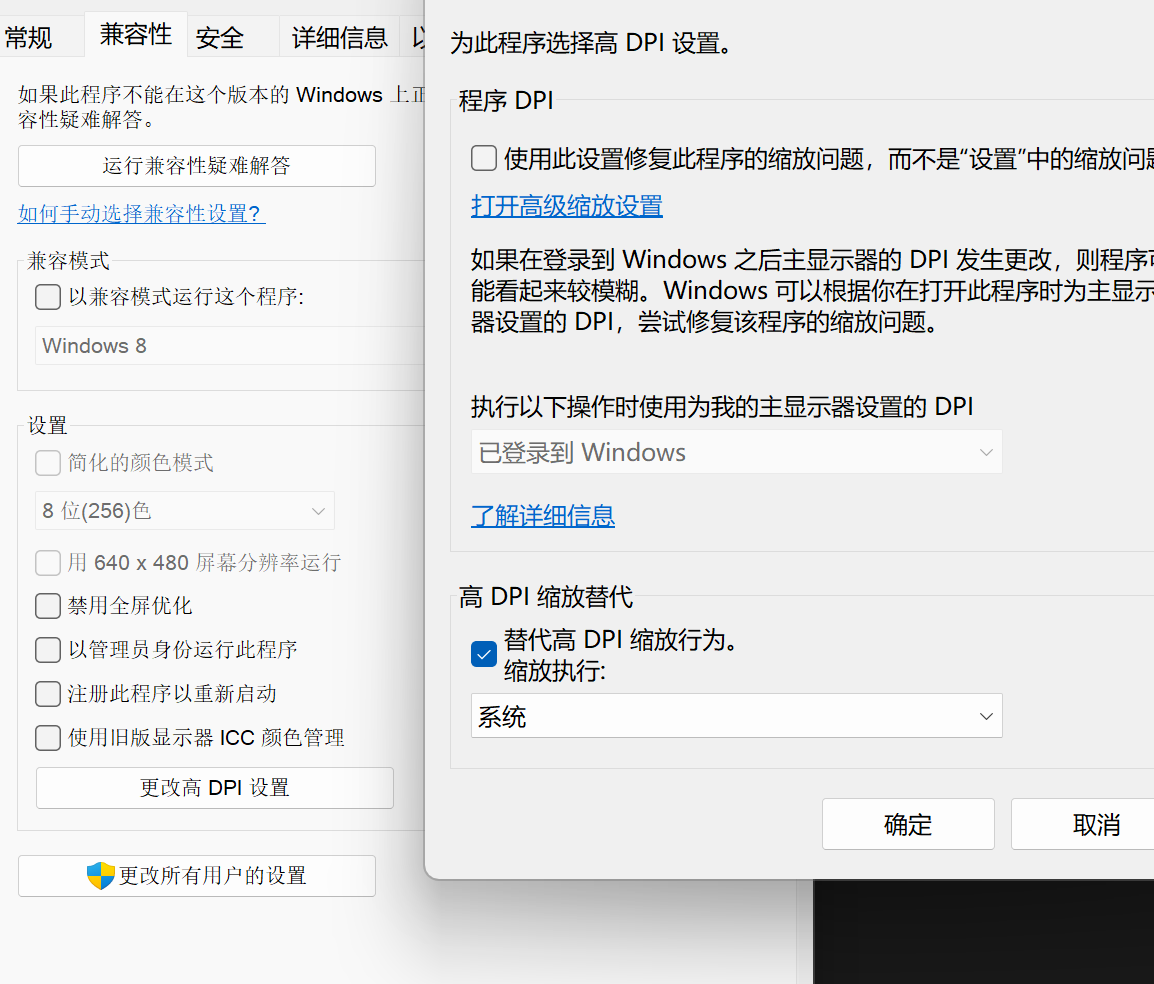 常规
兼容性
安全
详细信息
如果此程序不能在这个版本的 Windows 上正
容性疑难解答。
运行兼容性疑难解答
如何手动选择兼容性设置?
兼容模式
以兼容模式运行这个程序:
Windows 8
设置
简化的颜色模式
8 位(256)色
用 640 x 480 屏幕分辨率运行
禁用全屏优化
以管理员身份运行此程序
注册此程序以重新启动
使用旧版显示器 ICC 颜色管理
更改高 DPI 设置
更改所有用户的设置
为此程序选择高 DPI 设置。
程序 DPI
使用此设置修复此程序的缩放问题，而不是“设置”中的缩放问题
打开高级缩放设置
如果在登录到 Windows 之后主显示器的 DPI 发生更改，则程序可
能看起来较模糊。Windows 可以根据你在打开此程序时为主显示
器设置的 DPI，尝试修复该程序的缩放问题。
执行以下操作时使用为我的主显示器设置的 DPI
已登录到 Windows
了解详细信息
高 DPI 缩放替代
替代高 DPI 缩放行为。
缩放执行:
系统
确定
取消